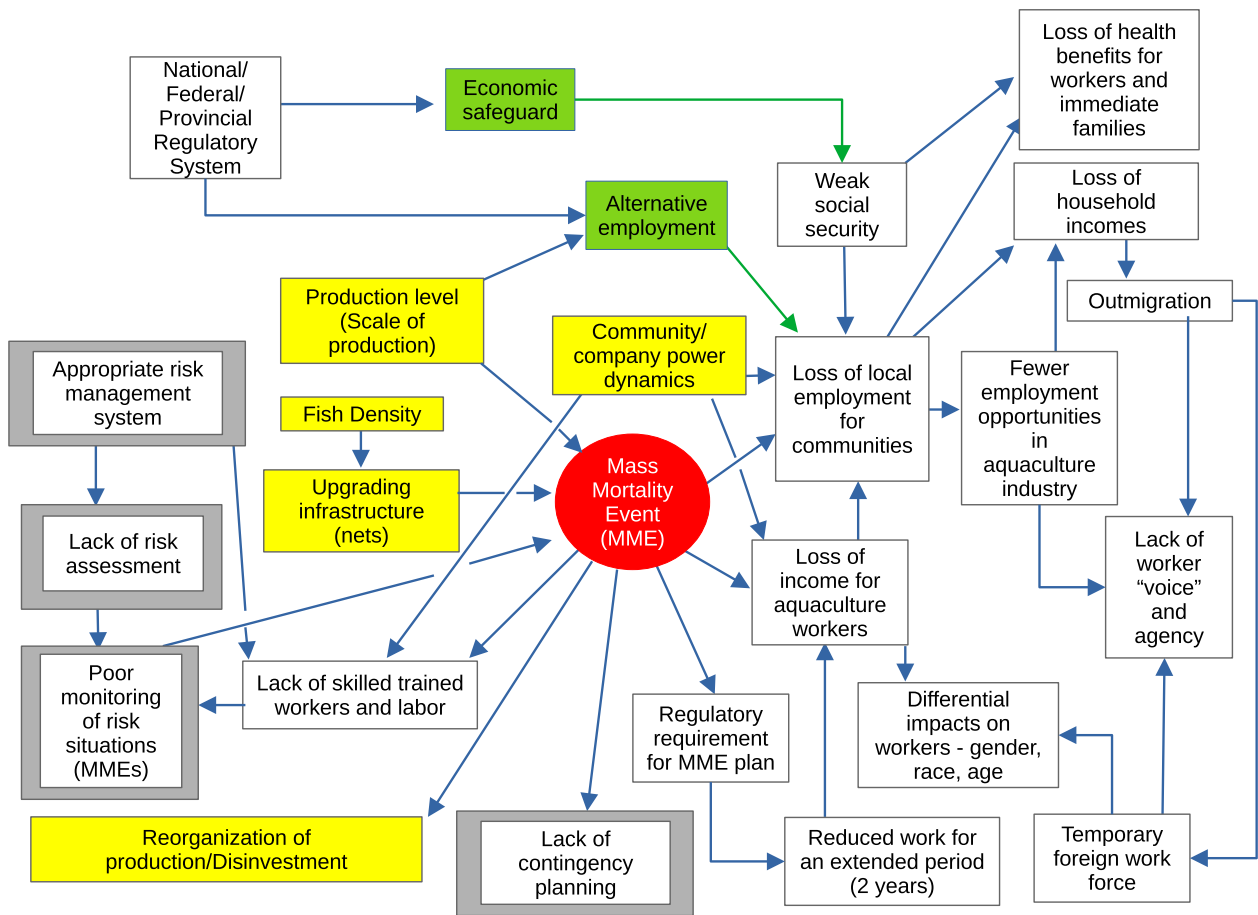 National/
Federal/
Provincial
Regulatory
System
Economic
safeguard
Loss of health
benefits for
workers and
immediate
families
Weak
social
security
Loss of
household
incomes
Alternative
employment
Outmigration
Production level
(Scale of
production)
Community/
company power
dynamics
Appropriate risk
management
system
Fish Density
Loss of local
employment
for
communities
Fewer
employment
opportunities
in
aquaculture
industry
Mass
Mortality
Event
(MME)
Upgrading
infrastructure
(nets)
Lack of risk
assessment
Loss of
income for
aquaculture
workers
Lack of
worker
“voice”
and
agency
Poor
monitoring
of risk
situations
(MMEs)
Lack of skilled trained
workers and labor
Regulatory
requirement
for MME plan
Differential
impacts on
workers - gender,
race, age
Reorganization of
production/Disinvestment
Lack of
contingency
planning
Reduced work for
an extended period
(2 years)
Temporary
foreign work
force